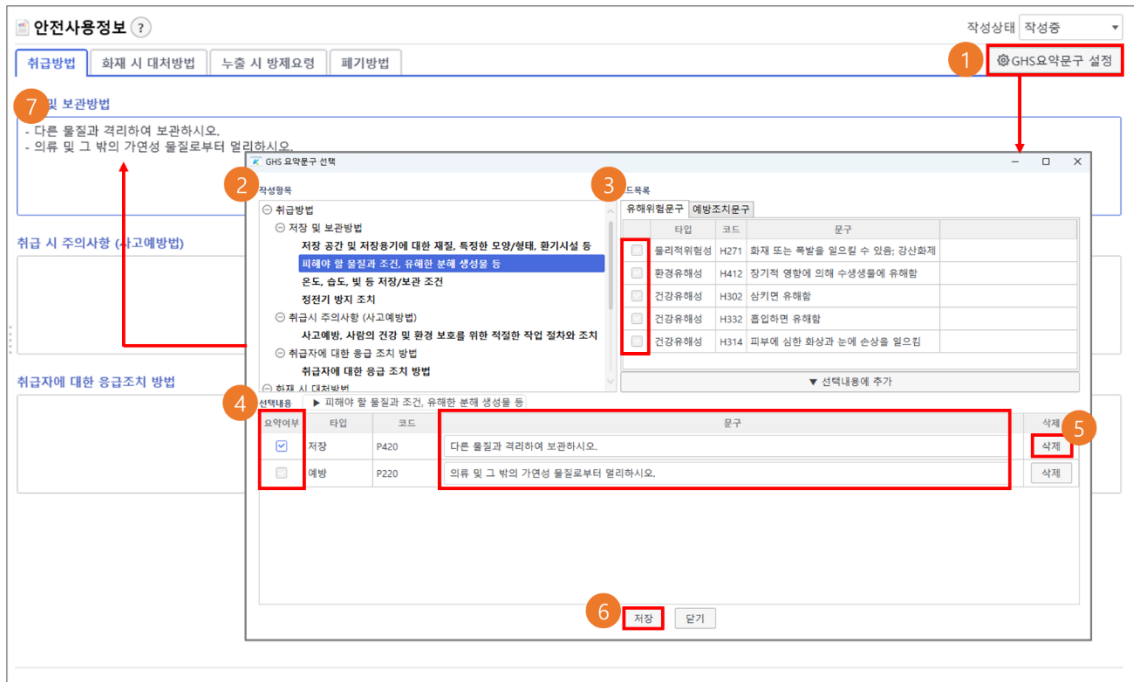 안전사용정보 ?
작성상태 작성중
취급방법 화재 시 대처방법 누출 시 방제요령 폐기방법
1 GHS요약문구 설정
7 및 보관방법
- 다른 물질과 격리하여 보관하시오.
- 의류 및 그 밖의 가연성 물질로부터 멀리하시오.
취급 시 주의사항 (사고예방법)
취급자에 대한 응급조치 방법
GHS 요약문구 선택
2 작성항목
취급방법
저장 및 보관방법
저장 공간 및 저장용기에 대한 재질, 특정한 모양/형태, 환기시설 등
피해야 할 물질과 조건, 유해한 분해 생성물 등
온도, 습도, 빛 등 저장/보관 조건
정전기 방지 조치
취급시 주의사항 (사고예방법)
사고예방, 사람의 건강 및 환경 보호를 위한 적절한 작업 절차와 조치
취급자에 대한 응급 조치 방법
취급자에 대한 응급 조치 방법
화재 시 대처방법
3 드목록
유해위험문구 예방조치문구
타입 코드 문구
물리적위험성 H271 화재 또는 폭발을 일으킬 수 있음; 강산화제
환경유해성 H412 장기적 영향에 의해 수생생물에 유해함
건강유해성 H302 삼키면 유해함
건강유해성 H332 흡입하면 유해함
건강유해성 H314 피부에 심한 화상과 눈에 손상을 일으킴
▼ 선택내용에 추가
4 선택내용 ▶ 피해야 할 물질과 조건, 유해한 분해 생성물 등
요약여부 타입 코드 문구 삭제
5
저장 P420 다른 물질과 격리하여 보관하시오. 삭제
예방 P220 의류 및 그 밖의 가연성 물질로부터 멀리하시오. 삭제
6 저장 닫기